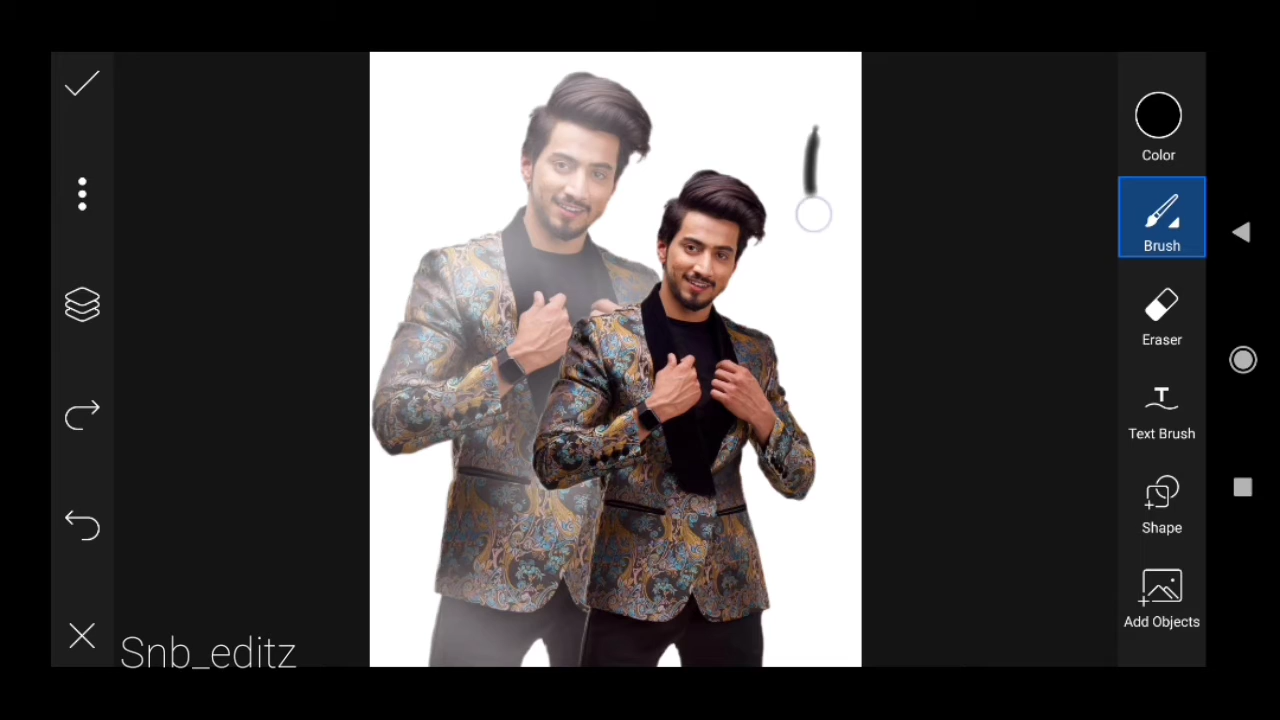 Color
Brush
Eraser
Text Brush
Shape
Add Objects
Snb_editz